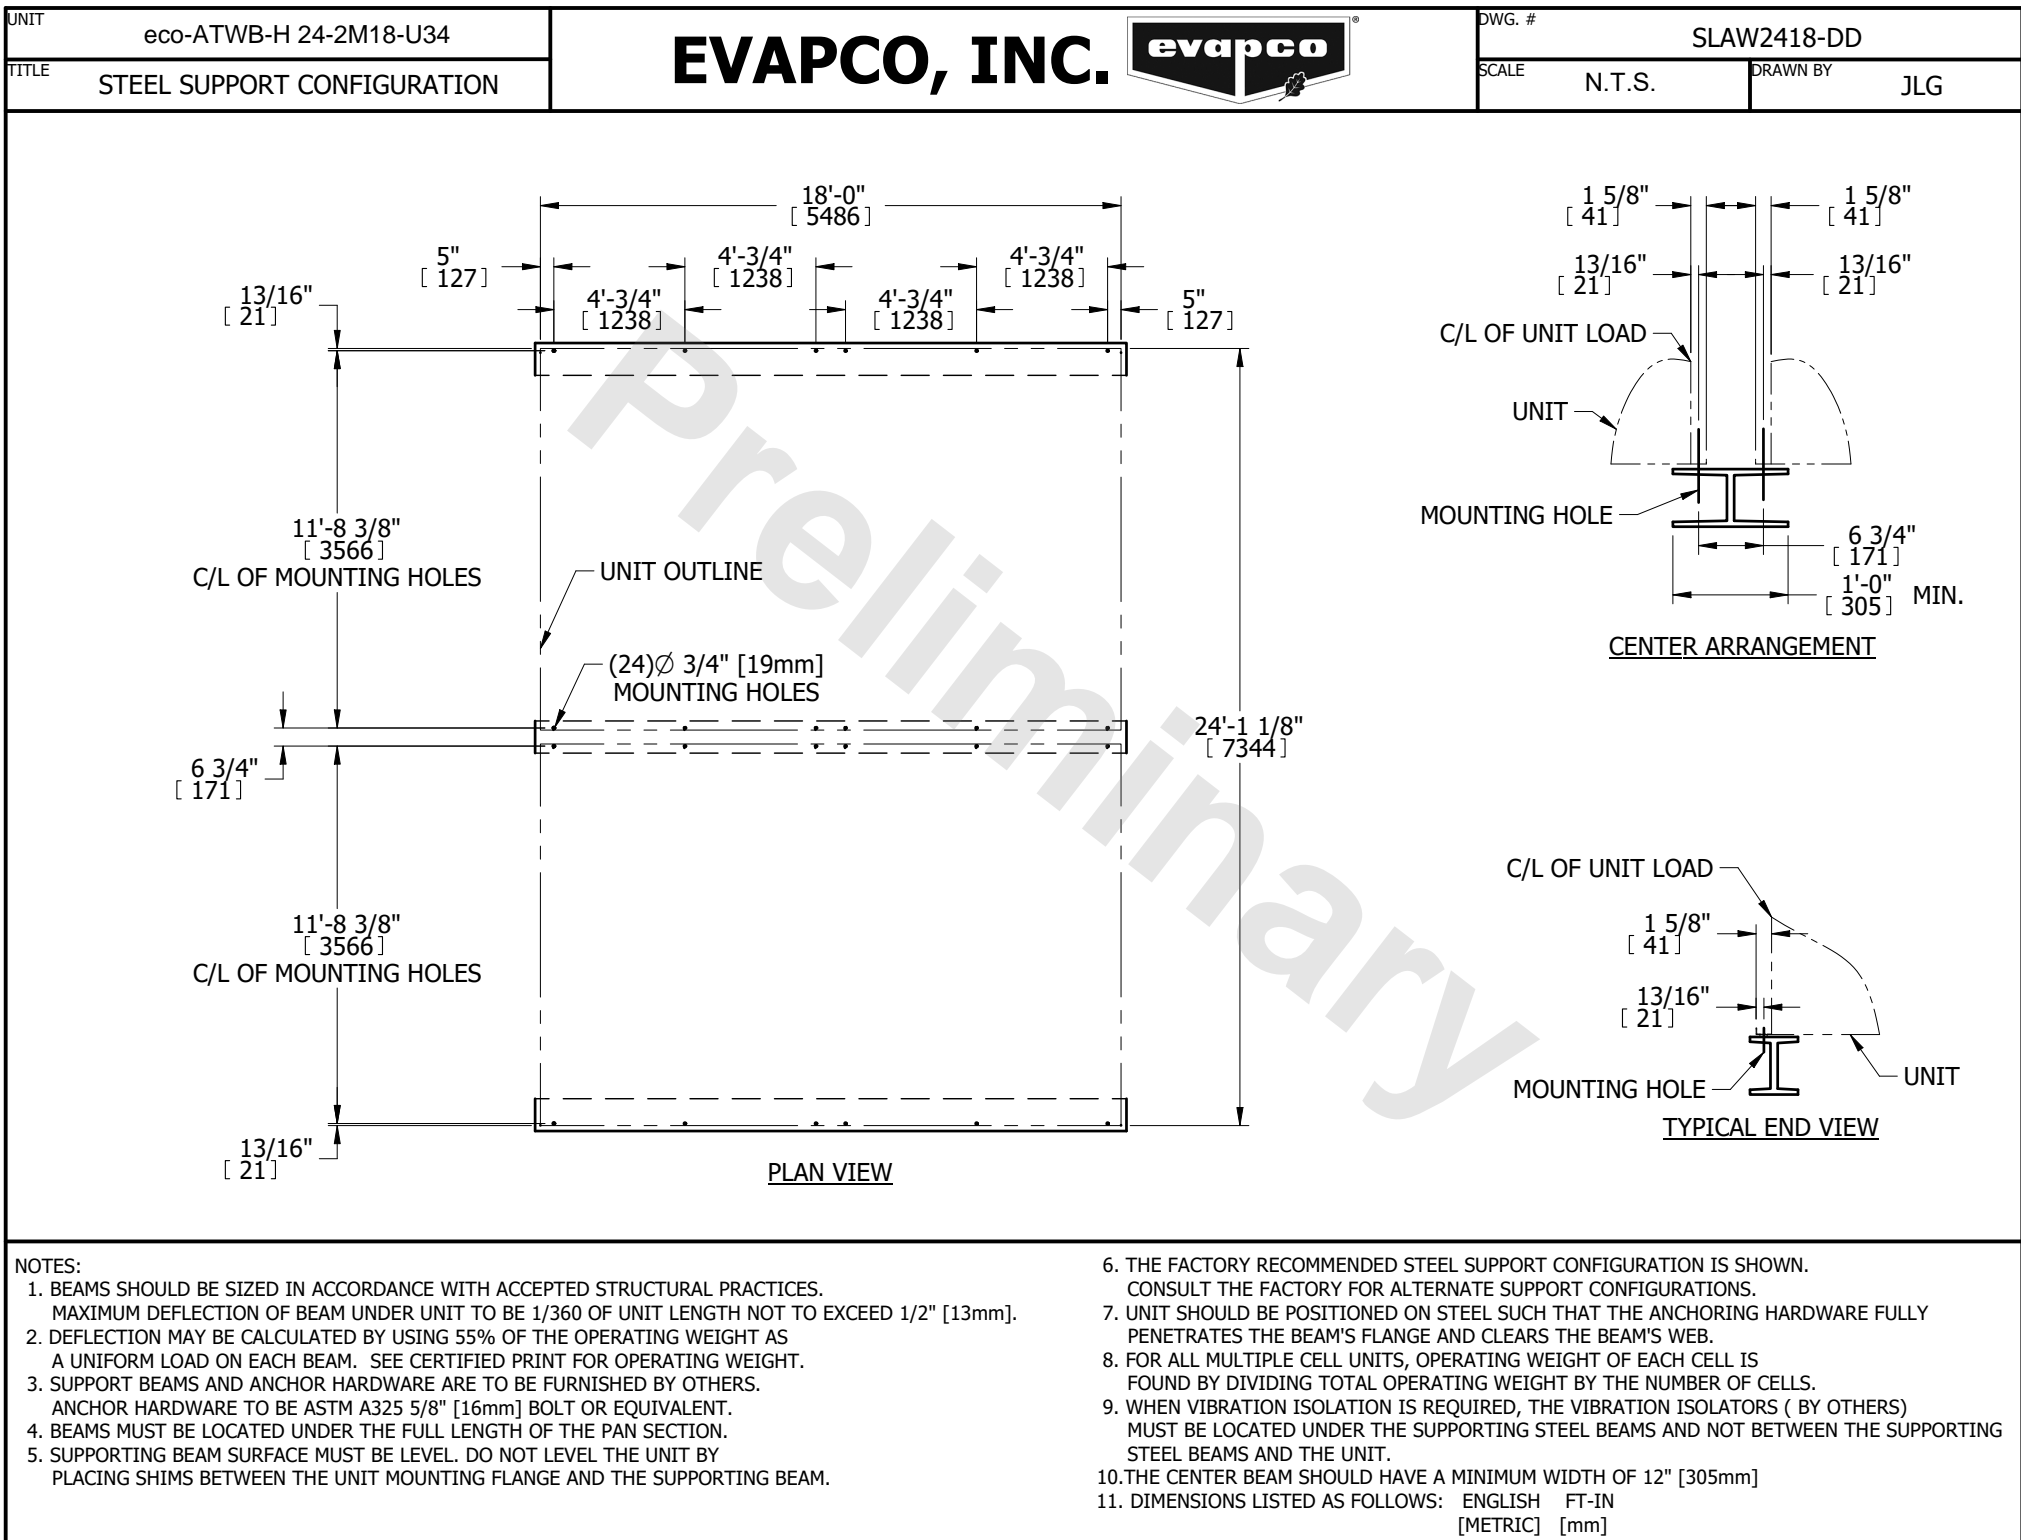 UNIT
eco-ATWB-H 24-2M18-U34
TITLE
STEEL SUPPORT CONFIGURATION
EVAPCO, INC.
evapco
®
DWG. #
SLAW2418-DD
SCALE
N.T.S.
DRAWN BY
JLG
18'-0"
[ 5486 ]
5"
[ 127 ]
4'-3/4"
[ 1238 ]
4'-3/4"
[ 1238 ]
13/16"
[ 21 ]
4'-3/4"
[ 1238 ]
4'-3/4"
[ 1238 ]
5"
[ 127 ]
11'-8 3/8"
[ 3566 ]
C/L OF MOUNTING HOLES
UNIT OUTLINE
(24)Ø 3/4" [19mm]
MOUNTING HOLES
6 3/4"
[ 171 ]
24'-1 1/8"
[ 7344 ]
11'-8 3/8"
[ 3566 ]
C/L OF MOUNTING HOLES
13/16"
[ 21 ]
PLAN VIEW
Preliminary
1 5/8"
[ 41 ]
1 5/8"
[ 41 ]
13/16"
[ 21 ]
13/16"
[ 21 ]
C/L OF UNIT LOAD
UNIT
MOUNTING HOLE
6 3/4"
[ 171 ]
1'-0"
[ 305 ] MIN.
CENTER ARRANGEMENT
C/L OF UNIT LOAD
1 5/8"
[ 41 ]
13/16"
[ 21 ]
MOUNTING HOLE
UNIT
TYPICAL END VIEW
NOTES:
1. BEAMS SHOULD BE SIZED IN ACCORDANCE WITH ACCEPTED STRUCTURAL PRACTICES.
MAXIMUM DEFLECTION OF BEAM UNDER UNIT TO BE 1/360 OF UNIT LENGTH NOT TO EXCEED 1/2" [13mm].
2. DEFLECTION MAY BE CALCULATED BY USING 55% OF THE OPERATING WEIGHT AS
A UNIFORM LOAD ON EACH BEAM. SEE CERTIFIED PRINT FOR OPERATING WEIGHT.
3. SUPPORT BEAMS AND ANCHOR HARDWARE ARE TO BE FURNISHED BY OTHERS.
ANCHOR HARDWARE TO BE ASTM A325 5/8" [16mm] BOLT OR EQUIVALENT.
4. BEAMS MUST BE LOCATED UNDER THE FULL LENGTH OF THE PAN SECTION.
5. SUPPORTING BEAM SURFACE MUST BE LEVEL. DO NOT LEVEL THE UNIT BY
PLACING SHIMS BETWEEN THE UNIT MOUNTING FLANGE AND THE SUPPORTING BEAM.
6. THE FACTORY RECOMMENDED STEEL SUPPORT CONFIGURATION IS SHOWN.
CONSULT THE FACTORY FOR ALTERNATE SUPPORT CONFIGURATIONS.
7. UNIT SHOULD BE POSITIONED ON STEEL SUCH THAT THE ANCHORING HARDWARE FULLY
PENETRATES THE BEAM'S FLANGE AND CLEARS THE BEAM'S WEB.
8. FOR ALL MULTIPLE CELL UNITS, OPERATING WEIGHT OF EACH CELL IS
FOUND BY DIVIDING TOTAL OPERATING WEIGHT BY THE NUMBER OF CELLS.
9. WHEN VIBRATION ISOLATION IS REQUIRED, THE VIBRATION ISOLATORS ( BY OTHERS)
MUST BE LOCATED UNDER THE SUPPORTING STEEL BEAMS AND NOT BETWEEN THE SUPPORTING
STEEL BEAMS AND THE UNIT.
10.THE CENTER BEAM SHOULD HAVE A MINIMUM WIDTH OF 12" [305mm]
11. DIMENSIONS LISTED AS FOLLOWS: ENGLISH FT-IN
[METRIC] [mm]